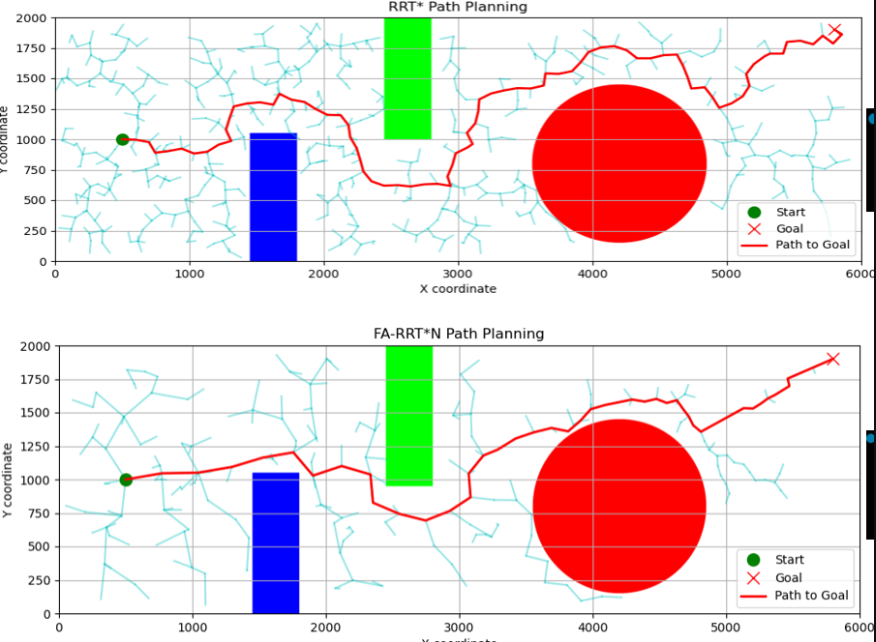 RRT* Path Planning
2000
1750
1500
1250
1000
750
500
250
0
Y coordinate
0 1000 2000 3000 4000 5000 6000
X coordinate
Start
Goal
Path to Goal
FA-RRT*N Path Planning
2000
1750
1500
1250
1000
750
500
250
0
Y coordinate
0 1000 2000 3000 4000 5000 6000
Start
Goal
Path to Goal